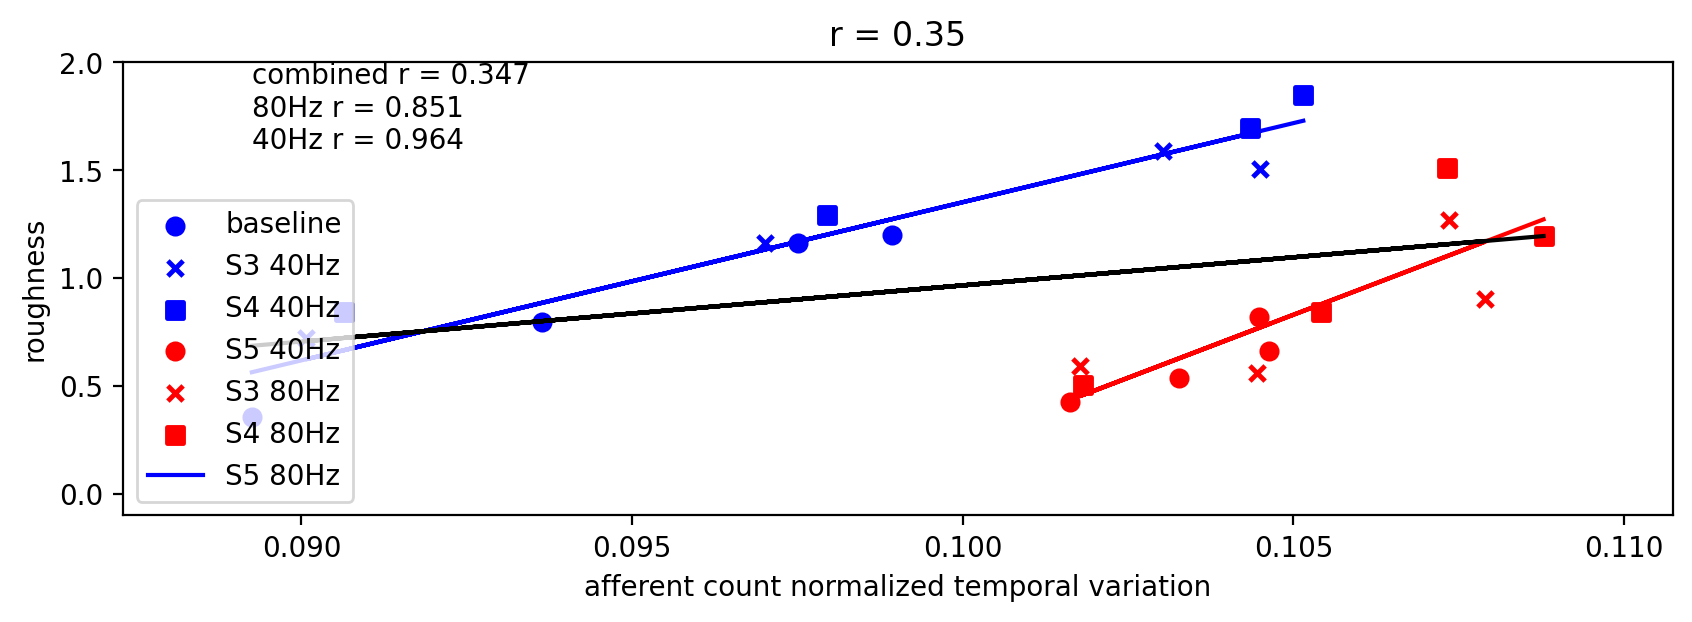 r = 0.35
combined r = 0.347
80Hz r = 0.851
40Hz r = 0.964
2.0
1.5
1.0
0.5
0.0
roughness
baseline
S3 40Hz
S4 40Hz
S5 40Hz
S3 80Hz
S4 80Hz
S5 80Hz
0.090 0.095 0.100 0.105 0.110
afferent count normalized temporal variation